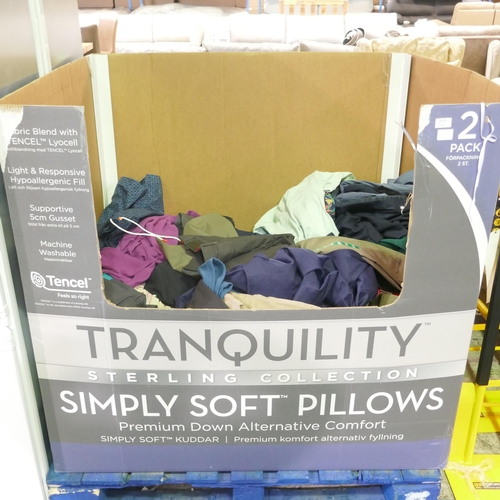 Fabric Blend with
TENCEL™ Lyocell
Light & Responsive
Hypoallergenic Fill
Supportive
5cm Gusset
Machine
Washable
Tencel™
Feels so right
2
PACK
FÖRPACKNING
2 ST.
TRANQUILITY™
STERLING COLLECTION
SIMPLY SOFT™ PILLOWS
Premium Down Alternative Comfort
SIMPLY SOFT™ KUDDAR | Premium komfort alternativ fyllning